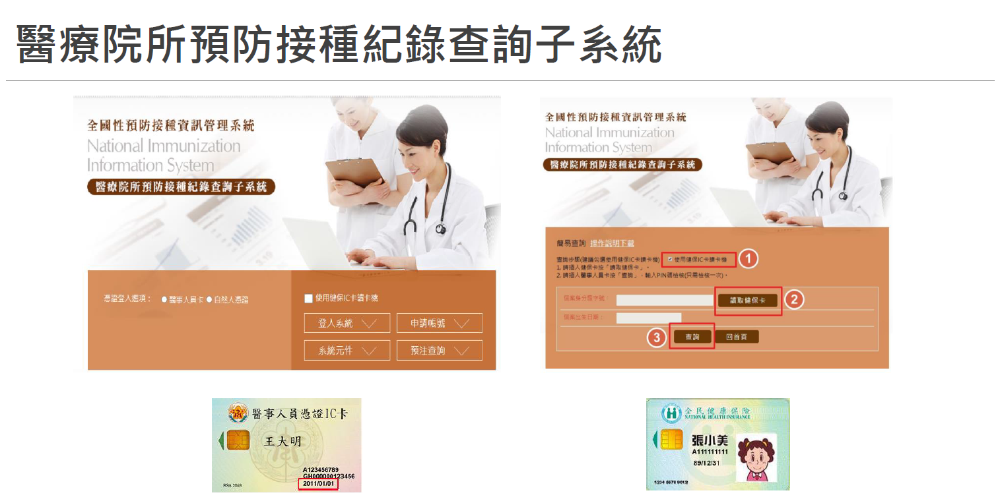 醫療院所預防接種紀錄查詢子系統
全國性預防接種資訊管理系統
National Immunization
Information System
醫療院所預防接種紀錄查詢子系統
憑證登入選項： 醫事人員卡 自然人憑證
使用健保IC卡讀卡機
登入系統 申請帳號
系統元件 預注查詢
全國性預防接種資訊管理系統
National Immunization
Information System
醫療院所預防接種紀錄查詢子系統
簡易查詢 操作說明下載
查詢步驟(建議勾選使用健保IC卡讀卡機) 使用健保IC卡讀卡機 1
1. 請插入健保卡按「讀取健保卡」。
2. 請插入醫事人員卡按「查詢」，輸入PIN碼檢核(只需檢核一次)。
個案身分證字號： 讀取健保卡 2
個案出生日期：
3 查詢 回首頁
醫事人員憑證IC卡
王大明
A123456789
GH000000123456
RSA 2048 2011/01/01
全民健康保險
NATIONAL HEALTH INSURANCE
張小美
A111111111
89/12/31
1234 5678 9012